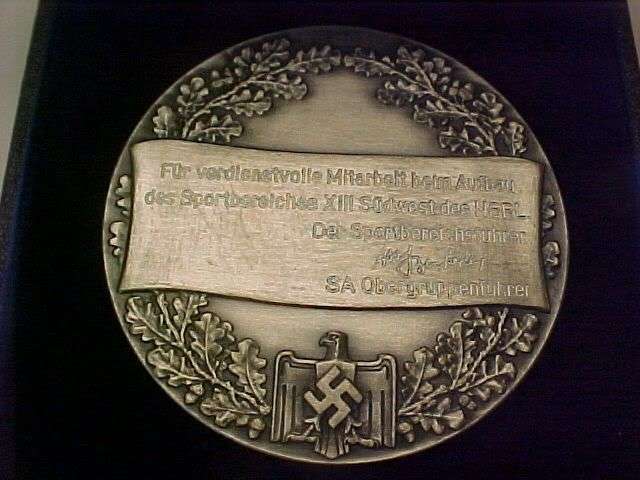 Für verdienstvolle Mitarbeit beim Aufbau
des Sportbereiches XIII Südwest des NSRL
Der Sportbereichsführer
SA Obergruppenführer